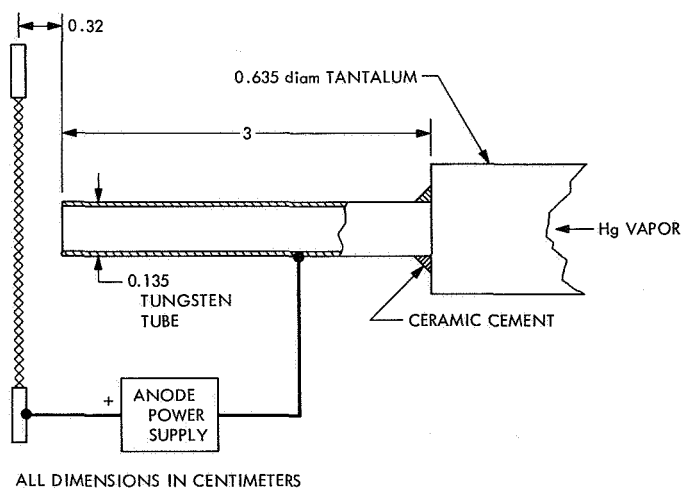 0.32
0.635 diam TANTALUM
3
Hg VAPOR
0.135
TUNGSTEN
TUBE
CERAMIC CEMENT
+
ANODE
POWER
SUPPLY
ALL DIMENSIONS IN CENTIMETERS